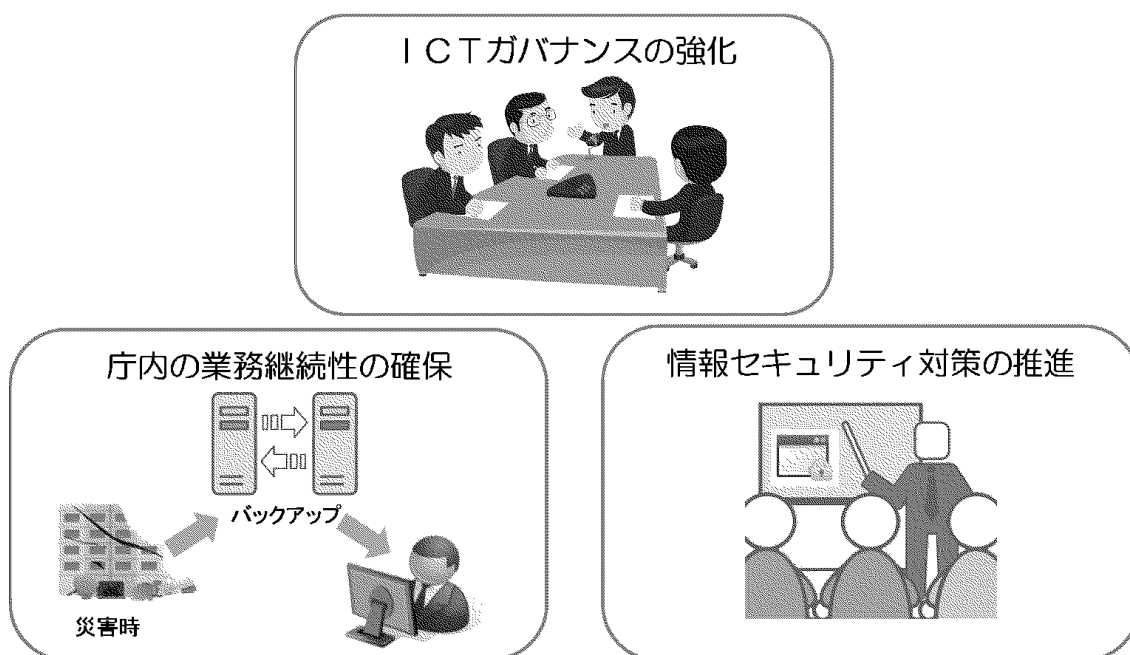 ＩＣＴガバナンスの強化
庁内の業務継続性の確保
バックアップ
災害時
情報セキュリティ対策の推進